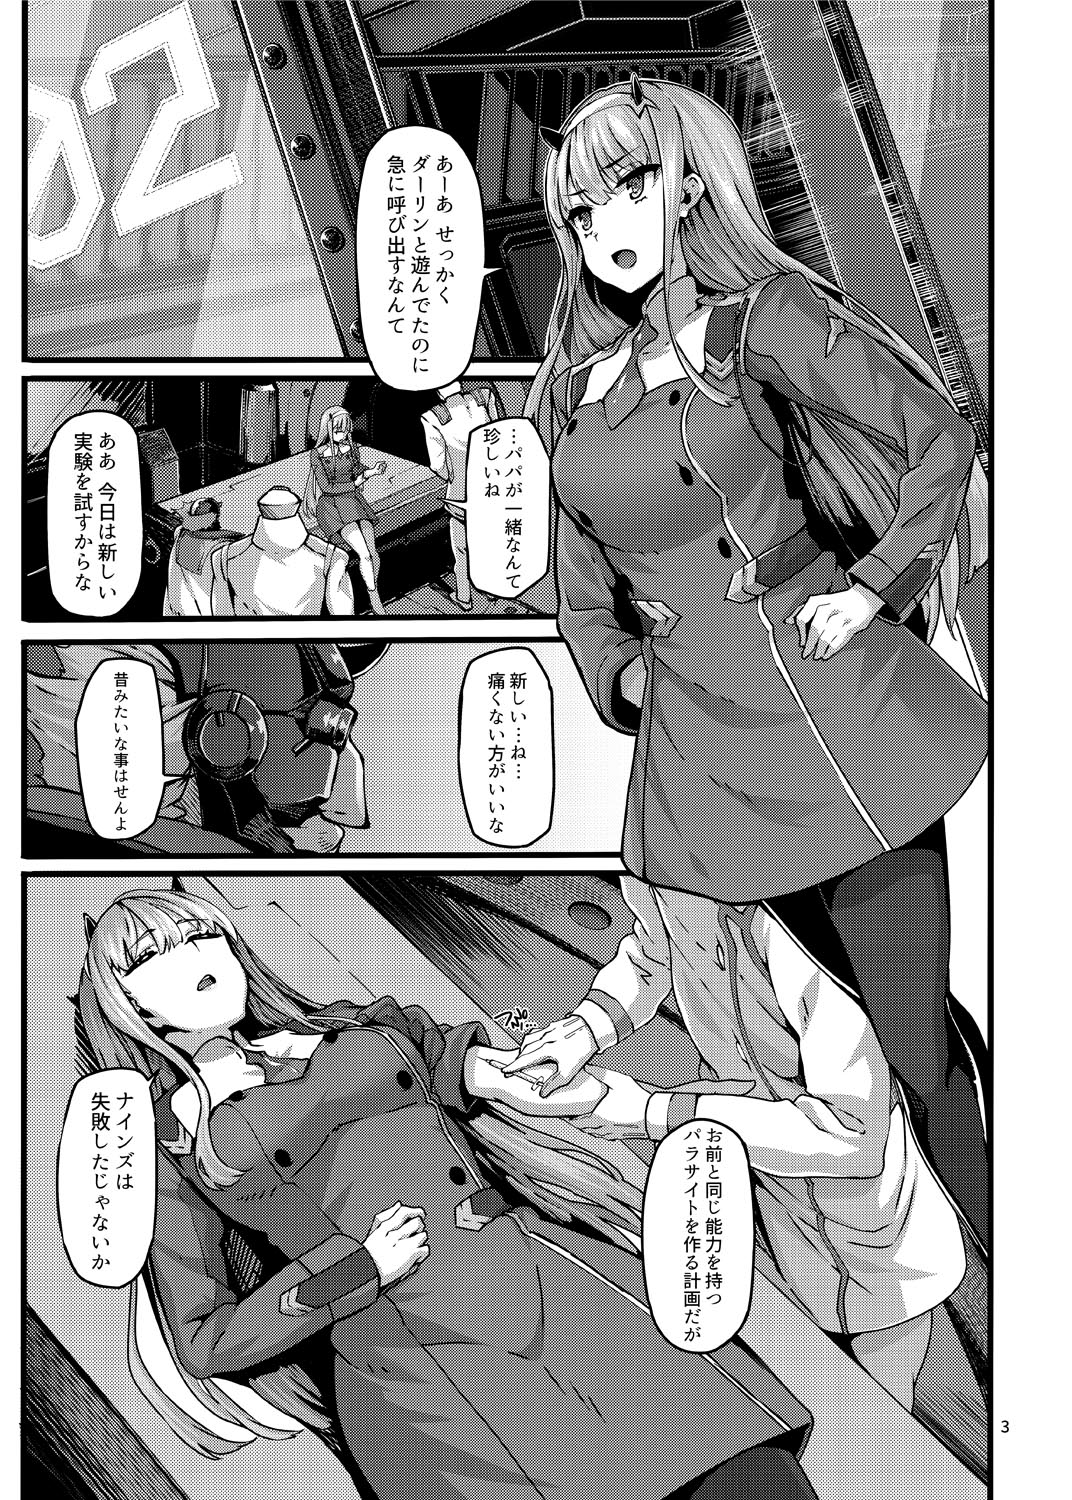 02
あーあ せっかく
ダーリンと遊んでたのに
急に呼び出すなんて
…パパが一緒なんて
珍しいね
ああ 今日は新しい
実験を試すからな
新しい…ね…
痛くない方がいいな
昔みたいな事はせんよ
お前と同じ能力を持つ
パラサイトを作る計画だが
ナインズは
失敗したじゃないか
3